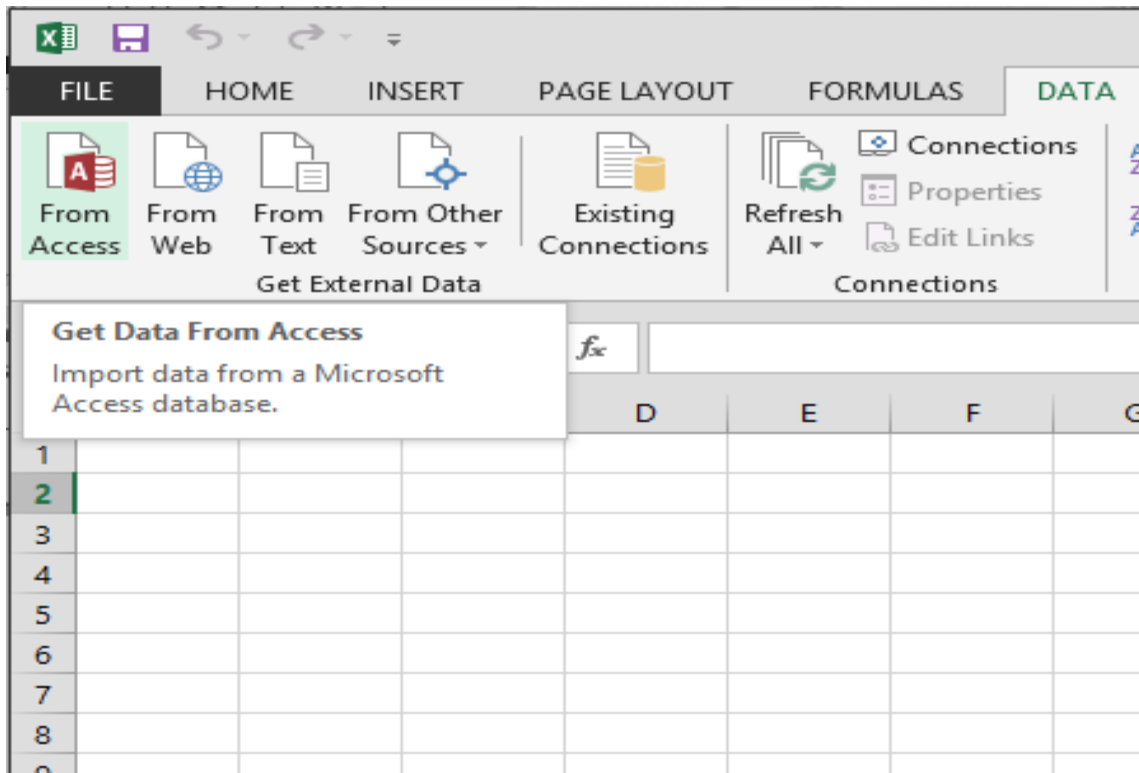 FILE HOME INSERT PAGE LAYOUT FORMULAS DATA
From Access
From Web
From Text
From Other Sources
Existing Connections
Refresh All
Connections
Properties
Edit Links
Get External Data
Connections
Get Data From Access
Import data from a Microsoft
Access database.
fx
D E F
1
2
3
4
5
6
7
8